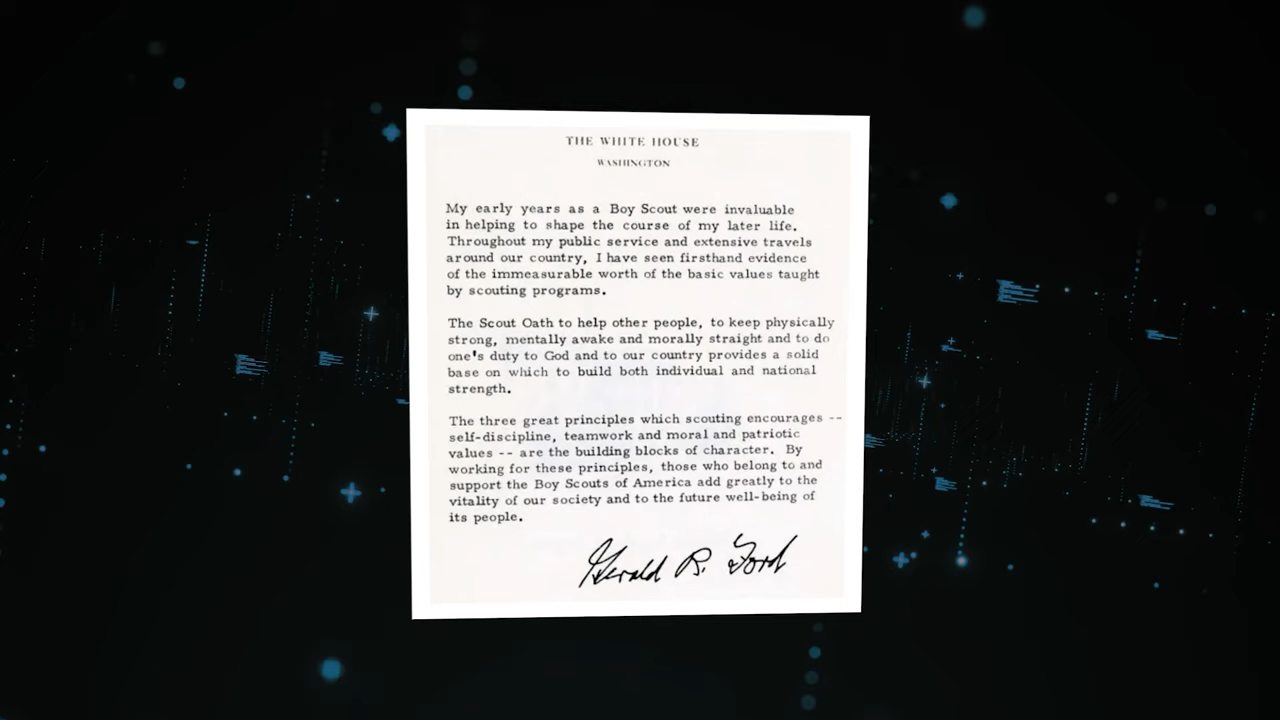 THE WHITE HOUSE
WASHINGTON
My early years as a Boy Scout were invaluable
in helping to shape the course of my later life.
Throughout my public service and extensive travels
around our country, I have seen firsthand evidence
of the immeasurable worth of the basic values taught
by scouting programs.
The Scout Oath to help other people, to keep physically
strong, mentally awake and morally straight and to do
one's duty to God and to our country provides a solid
base on which to build both individual and national
strength.
The three great principles which scouting encourages --
self-discipline, teamwork and moral and patriotic
values -- are the building blocks of character. By
working for these principles, those who belong to and
support the Boy Scouts of America add greatly to the
vitality of our society and to the future well-being of
its people.
Gerald R. Ford